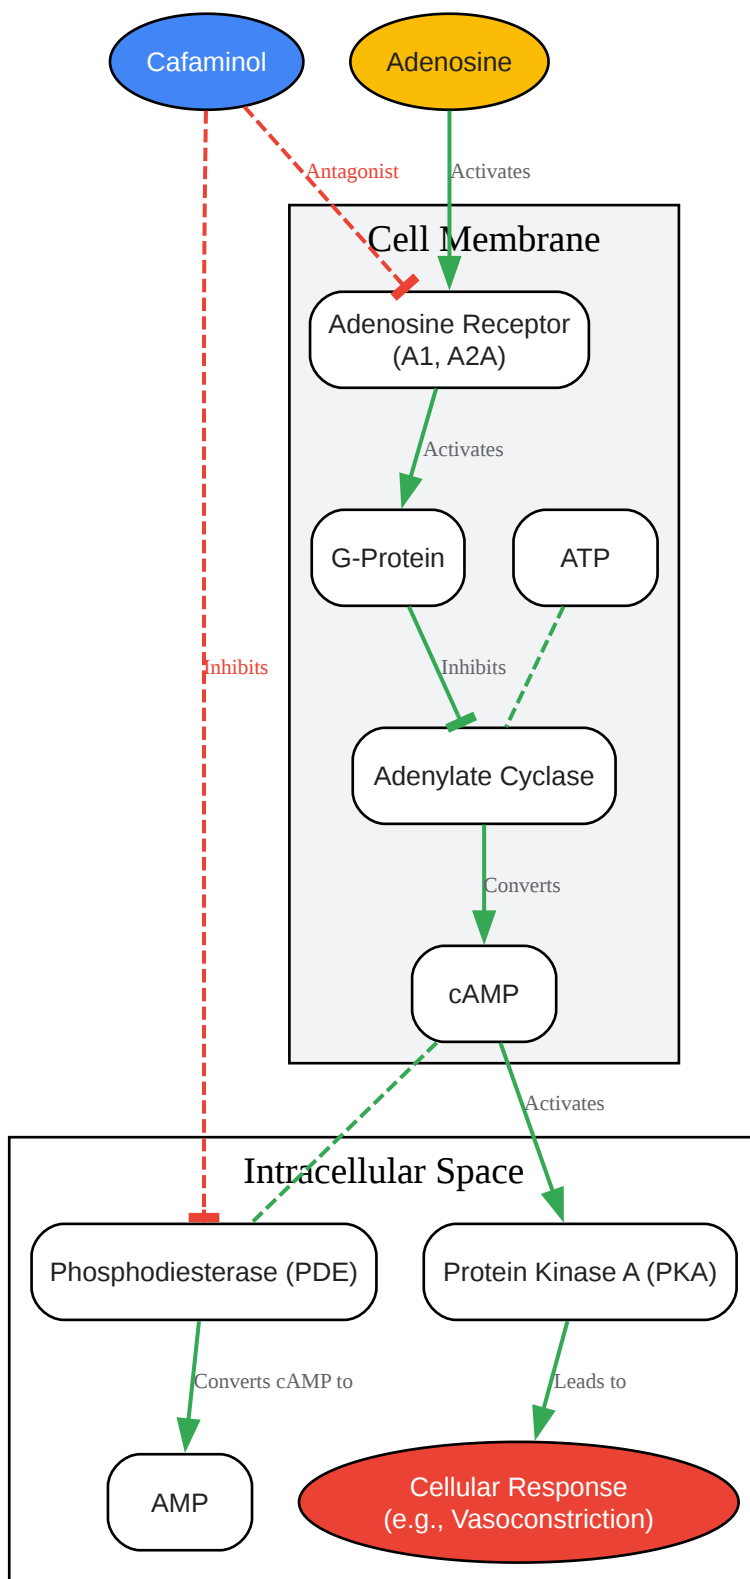 Cafaminol
Adenosine
Antagonist
Activates
Cell Membrane
Adenosine Receptor
(A1, A2A)
Activates
G-Protein
ATP
Inhibits
Inhibits
Adenylate Cyclase
Converts
cAMP
Activates
Intracellular Space
Phosphodiesterase (PDE)
Protein Kinase A (PKA)
Converts cAMP to
Leads to
AMP
Cellular Response
(e.g., Vasoconstriction)